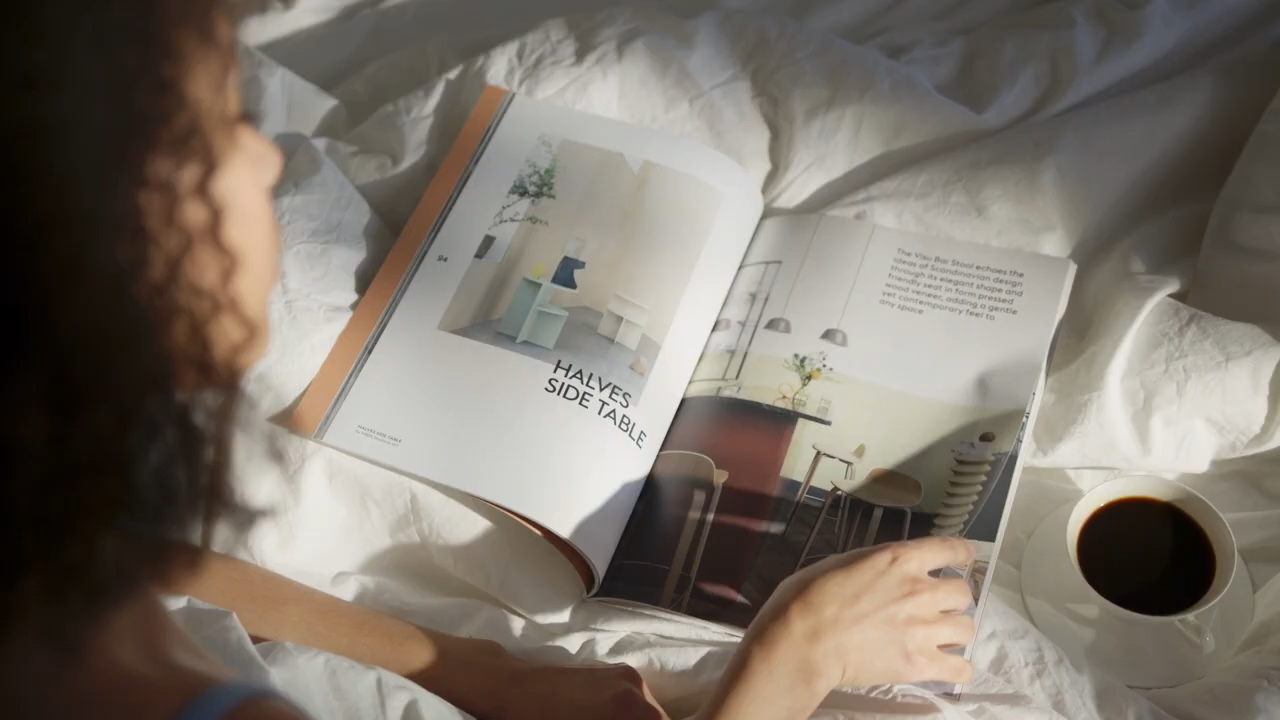 HALVES
SIDE TABLE
HALVES SIDE TABLE
The Visu Bar Stool echoes the
ideas of Scandinavian design
through its elegant shape and
friendly seat in form pressed
wood veneer, adding a gentle
yet contemporary feel to
any space